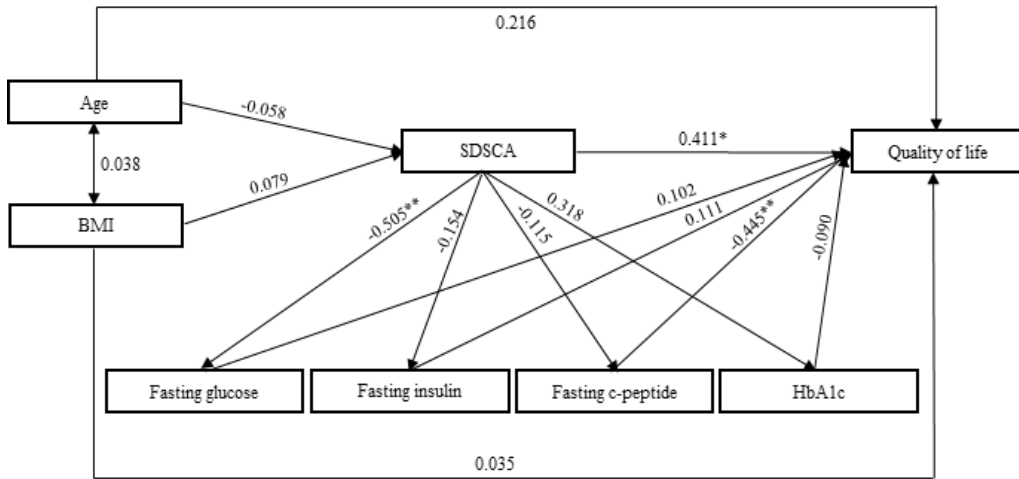 0.216
Age
-0.058
SDSCA
0.411*
Quality of life
0.038
0.079
BMI
-0.505**
-0.154
-0.115
0.318
0.102
0.111
-0.445**
-0.090
Fasting glucose
Fasting insulin
Fasting c-peptide
HbA1c
0.035